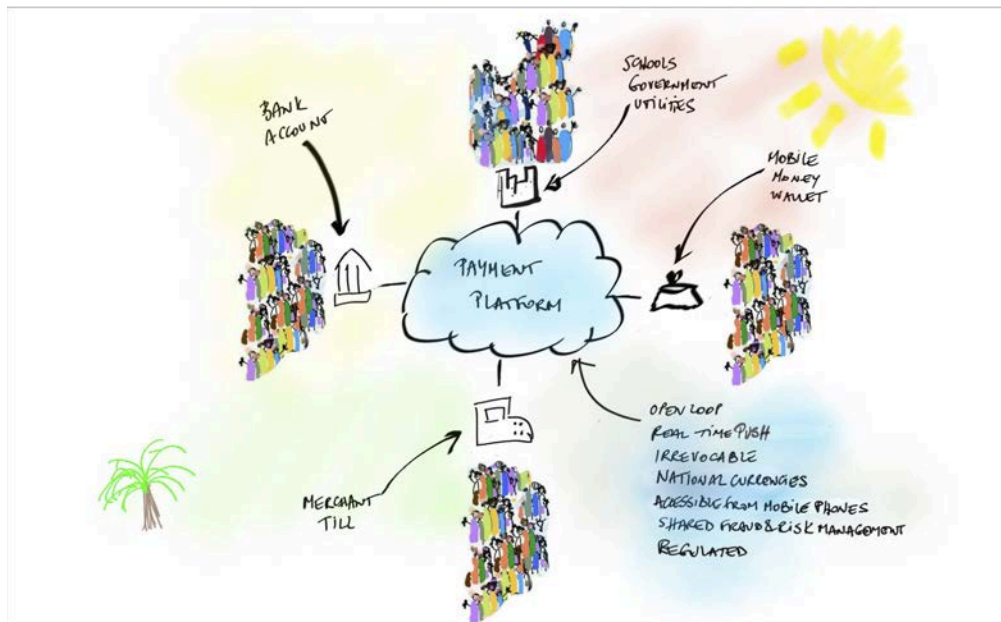 BANK
ACCOUNT
SCHOOLS
GOVERNMENT
UTILITIES
MOBILE
MONEY
WALLET
PAYMENT
PLATFORM
MERCHANT
TILL
OPEN LOOP
REAL TIME PUSH
IRREVOCABLE
NATIONAL CURRENCIES
ACCESSIBLE FROM MOBILE PHONES
SHARED FRAUD & RISK MANAGEMENT
REGULATED